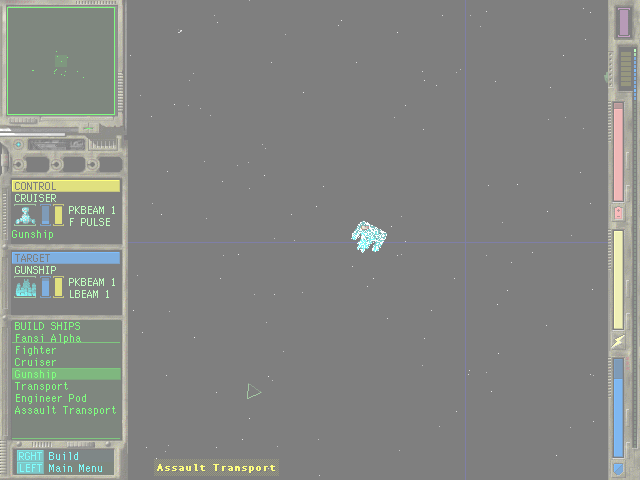 CONTROL
CRUISER
PKBEAM 1
F PULSE
Gunship
TARGET
GUNSHIP
PKBEAM 1
LBEAM 1
BUILD SHIPS
Fansi Alpha
Fighter
Cruiser
Gunship
Transport
Engineer Pod
Assault Transport
RGHT Build
LEFT Main Menu
Assault Transport